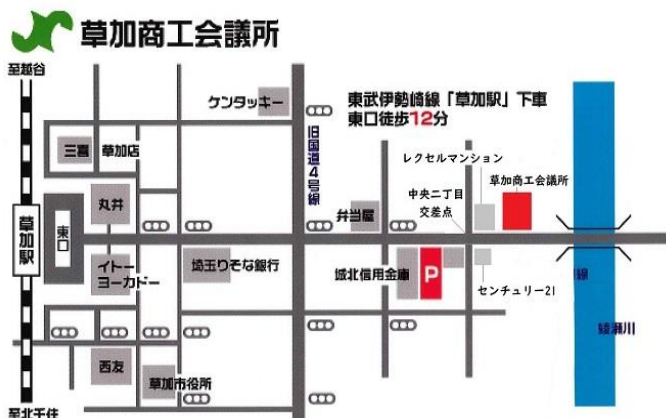 草加商工会議所
至越谷
ケンタッキー
東武伊勢崎線「草加駅」下車
東口徒歩12分
旧国道4号線
三喜 草加店
レクセルマンション
草加商工会議所
中央二丁目
交差点
丸井
弁当屋
草加駅
東口
イトー
ヨーカドー
埼玉りそな銀行
城北信用金庫
P
センチュリー21
線
綾瀬川
西友
草加市役所
至北千住